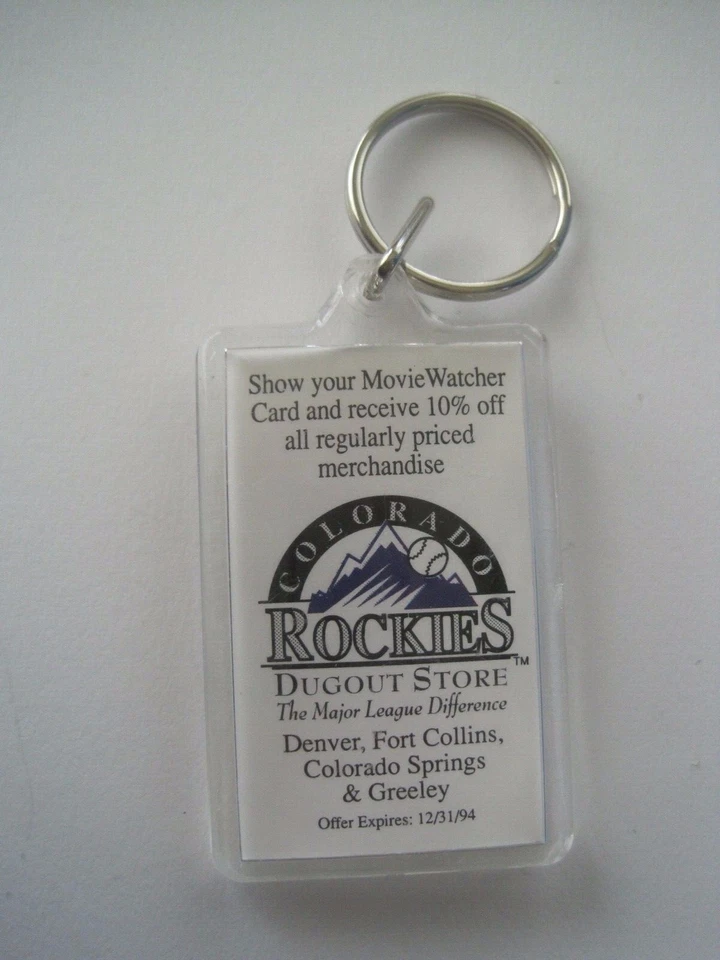 Show your MovieWatcher
Card and receive 10% off
all regularly priced
merchandise
COLORADO
ROCKIES
TM
DUGOUT STORE
The Major League Difference
Denver, Fort Collins,
Colorado Springs
& Greeley
Offer Expires: 12/31/94